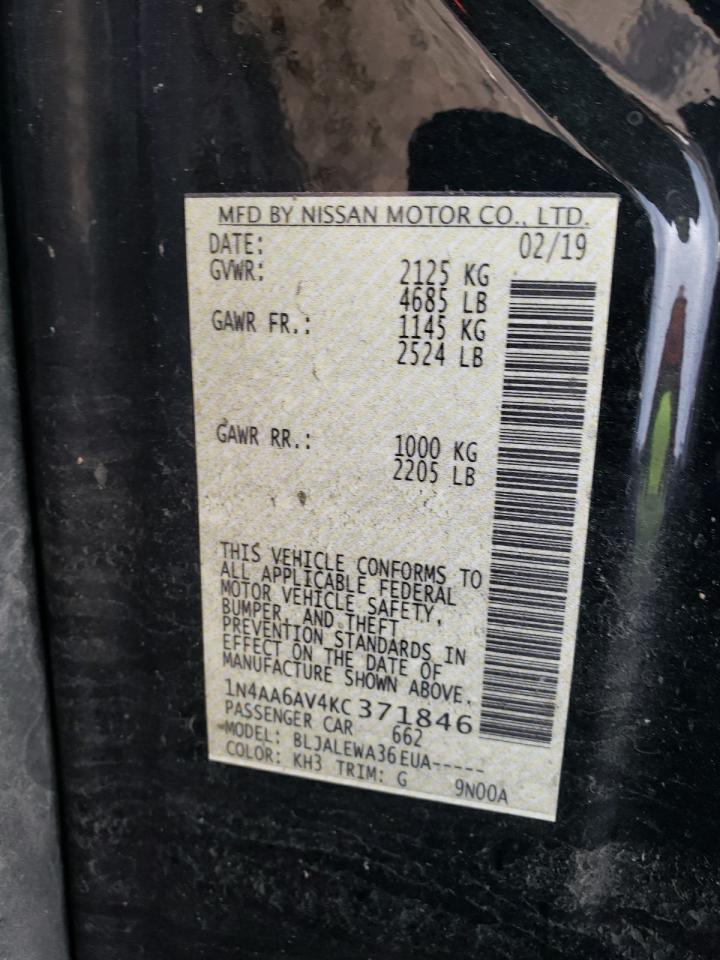 MFD BY NISSAN MOTOR CO., LTD.
DATE: 02/19
GVWR: 2125 KG
4685 LB
GAWR FR.: 1145 KG
2524 LB
GAWR RR.: 1000 KG
2205 LB
THIS VEHICLE CONFORMS TO
ALL APPLICABLE FEDERAL
MOTOR VEHICLE SAFETY,
BUMPER, AND THEFT
PREVENTION STANDARDS IN
EFFECT ON THE DATE OF
MANUFACTURE SHOWN ABOVE.
1N4AA6AV4KC371846
PASSENGER CAR 662
MODEL: BLJALEWA36EUA-----
COLOR: KH3 TRIM: G 9N00A